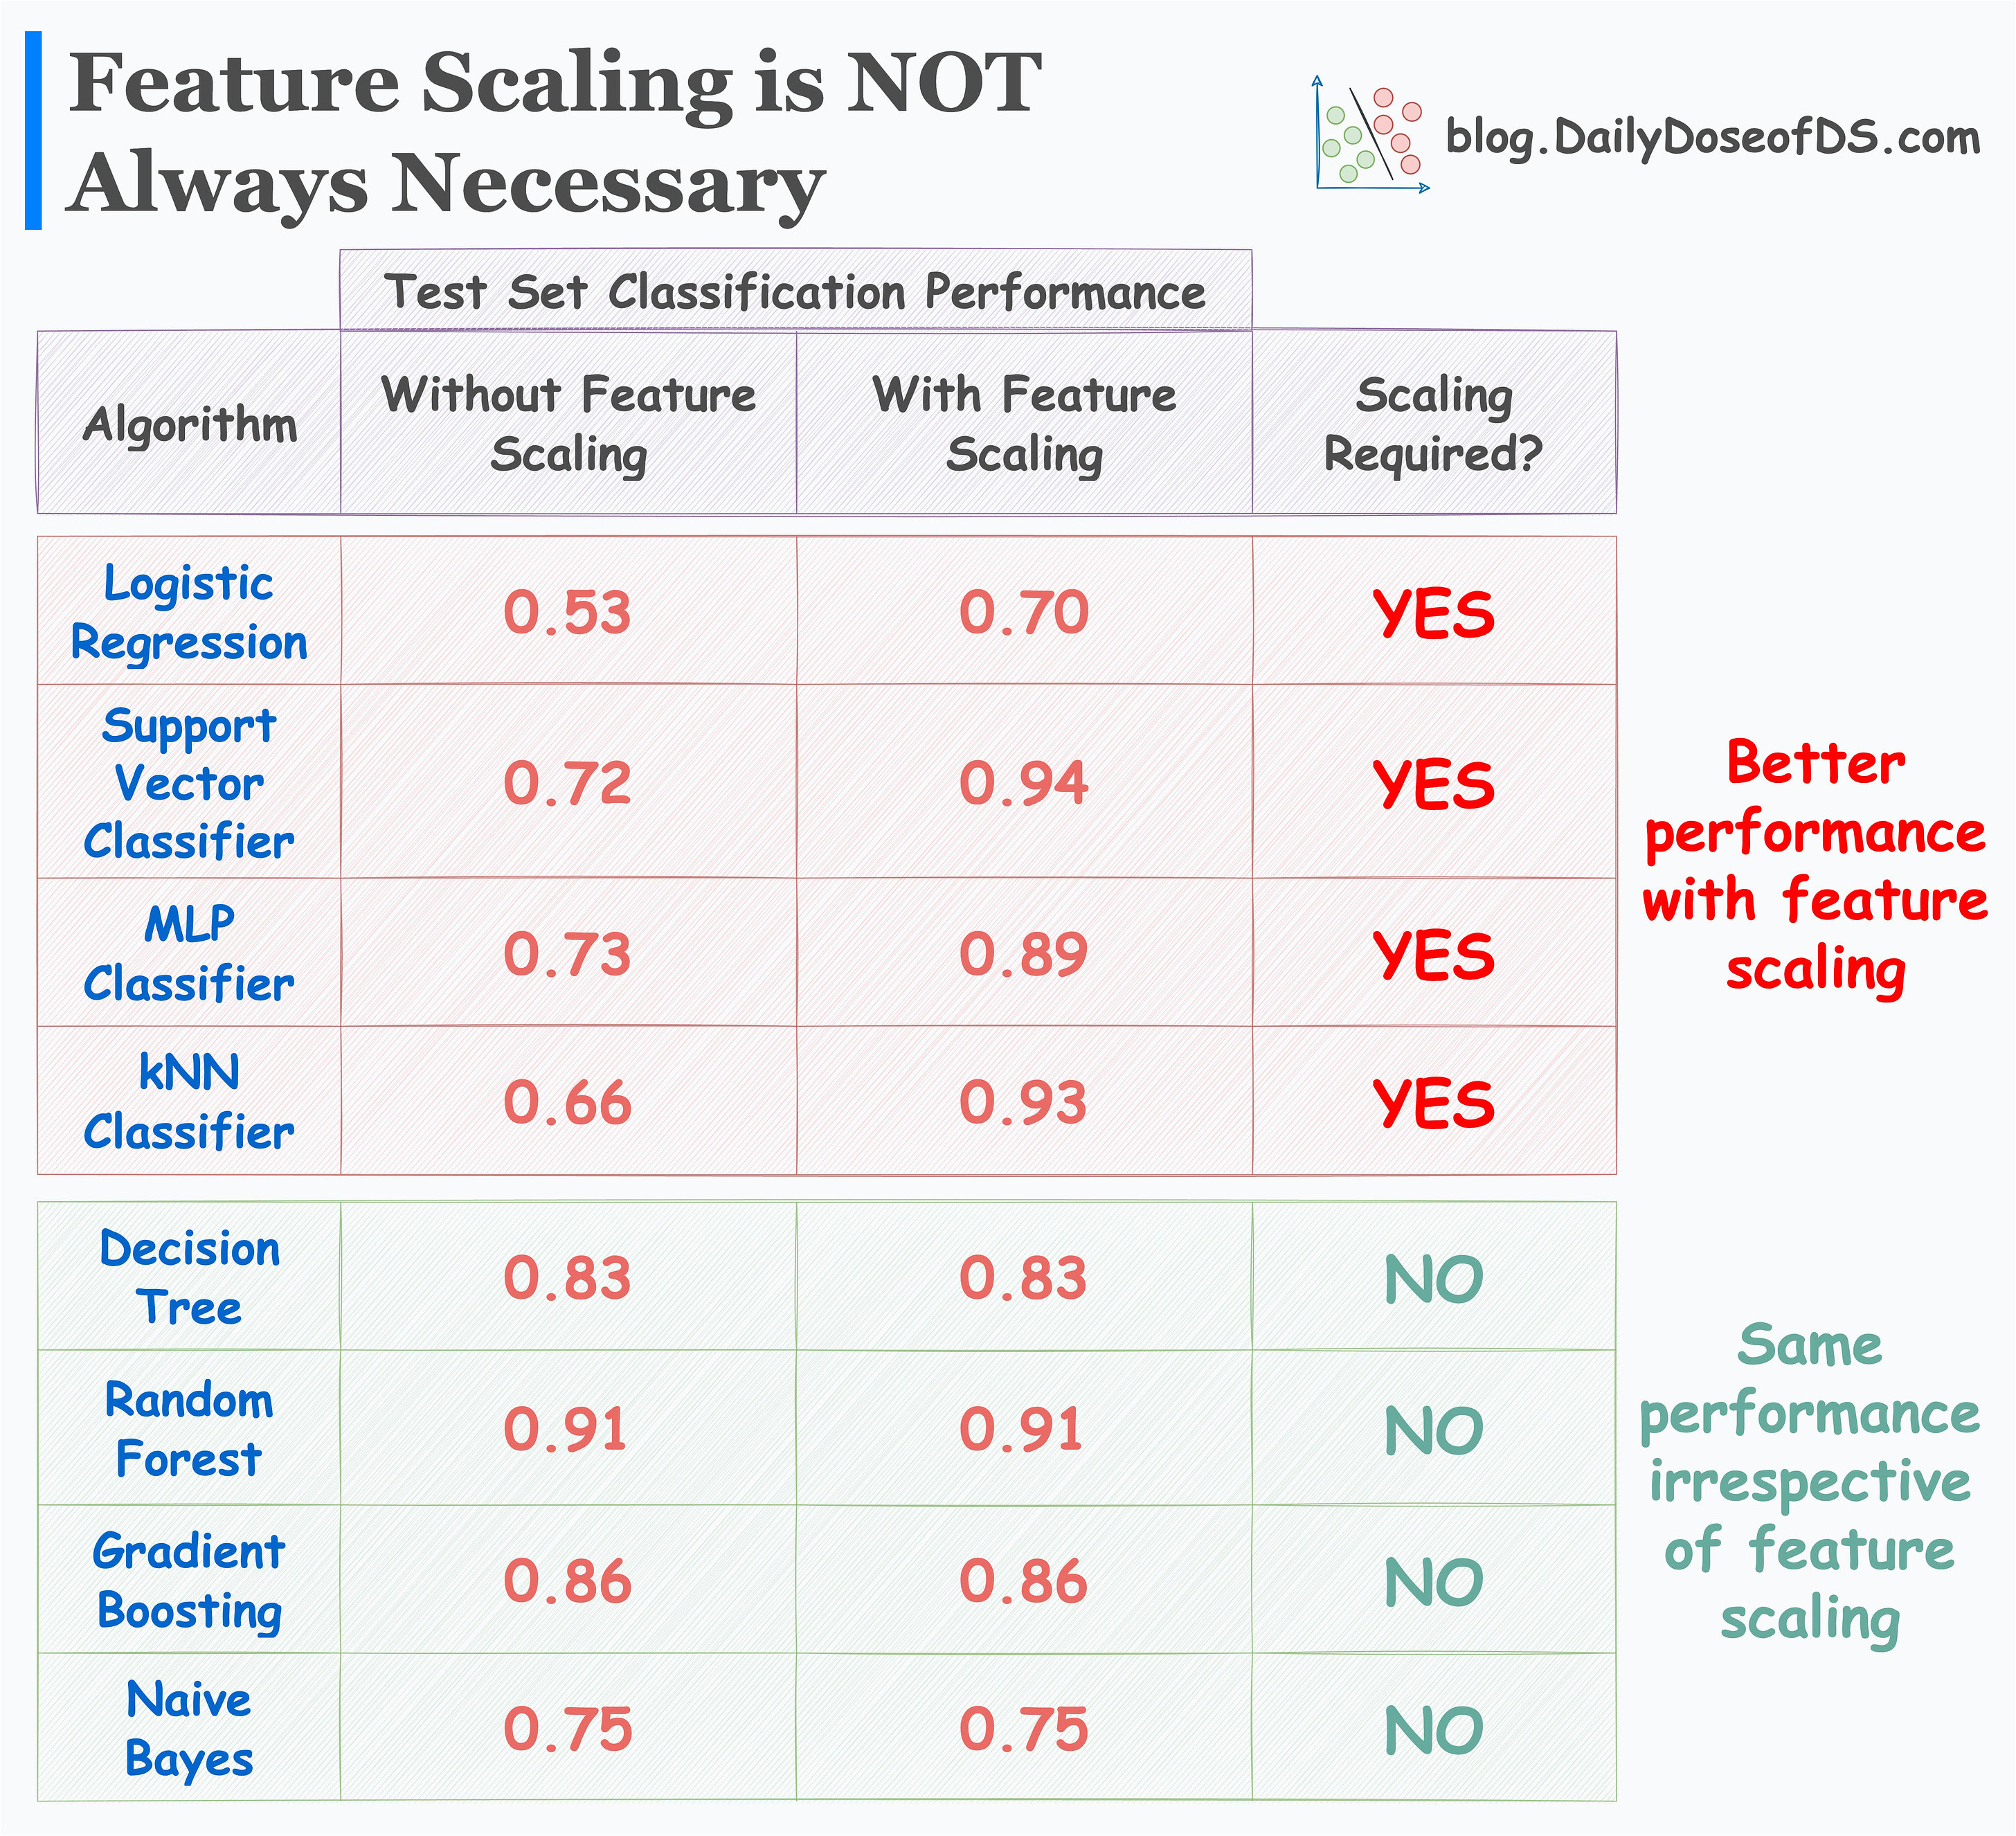 Feature Scaling is NOT
Always Necessary
blog.DailyDoseofDS.com
Test Set Classification Performance
Algorithm
Without Feature
Scaling
With Feature
Scaling
Scaling
Required?
Logistic
Regression
0.53
0.70
YES
Support
Vector
Classifier
0.72
0.94
YES
MLP
Classifier
0.73
0.89
YES
kNN
Classifier
0.66
0.93
YES
Better
performance
with feature
scaling
Decision
Tree
0.83
0.83
NO
Random
Forest
0.91
0.91
NO
Gradient
Boosting
0.86
0.86
NO
Naive
Bayes
0.75
0.75
NO
Same
performance
irrespective
of feature
scaling